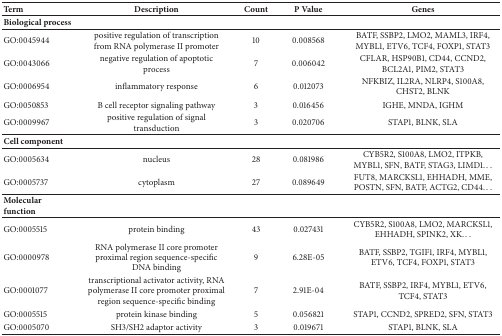 Term Description Count P Value Genes
Biological process
GO:0045944 positive regulation of transcription from RNA polymerase II promoter 10 0.008568 BATF, SSBP2, LMO2, MAML3, IRF4, MYBL1, ETV6, TCF4, FOXP1, STAT3
GO:0043066 negative regulation of apoptotic process 7 0.006042 CFLAR, HSP90B1, CD44, CCND2, BCL2A1, PIM2, STAT3
GO:0006954 inflammatory response 6 0.012073 NFKBIZ, IL2RA, NLRP4, S100A8, CHST2, BLNK
GO:0050853 B cell receptor signaling pathway 3 0.016456 IGHE, MNDA, IGHM
GO:0009967 positive regulation of signal transduction 3 0.020706 STAP1, BLNK, SLA
Cell component
GO:0005634 nucleus 28 0.081986 CYB5R2, S100A8, LMO2, ITPKB, MYBL1, SFN, BATF, STAG3, LIMD1...
GO:0005737 cytoplasm 27 0.089649 FUT8, MARCKSL1, EHHADH, MME, POSTN, SFN, BATF, ACTG2, CD44...
Molecular function
GO:0005515 protein binding 43 0.027431 CYB5R2, S100A8, LMO2, MARCKSL1, EHHADH, SPINK2, XK...
GO:0000978 RNA polymerase II core promoter proximal region sequence-specific DNA binding 9 6.28E-05 BATF, SSBP2, TGIF1, IRF4, MYBL1, ETV6, TCF4, FOXP1, STAT3
GO:0001077 transcriptional activator activity, RNA polymerase II core promoter proximal region sequence-specific binding 7 2.91E-04 BATF, SSBP2, IRF4, MYBL1, ETV6, TCF4, STAT3
GO:0005515 protein kinase binding 5 0.056821 STAP1, CCND2, SPRED2, SFN, STAT3
GO:0005070 SH3/SH2 adaptor activity 3 0.019671 STAP1, BLNK, SLA